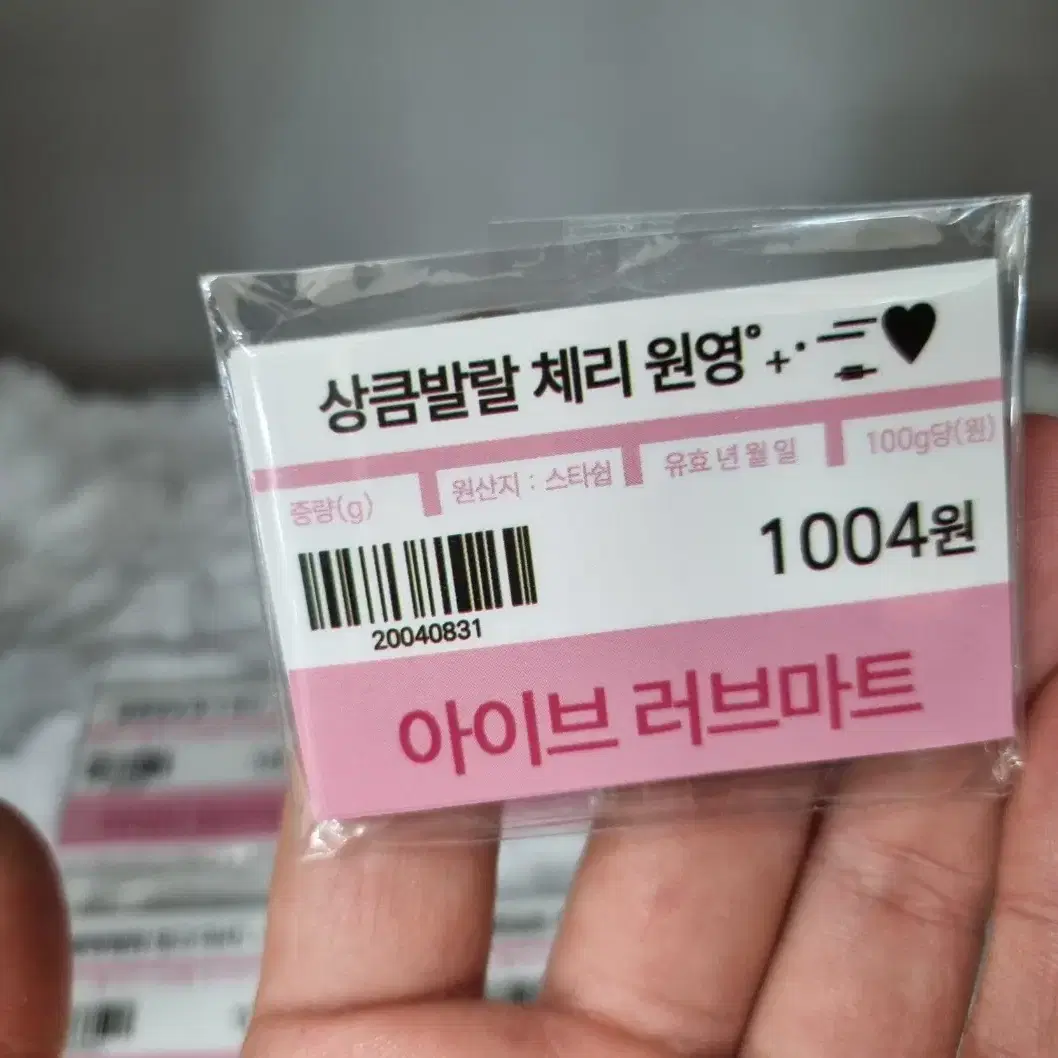 상큼발랄 체리 원영˚₊· ♥
중량(g) 원산지 : 스타쉽 유효 년 월 일 100g당(원)
1004원
20040831
아이브 러브마트